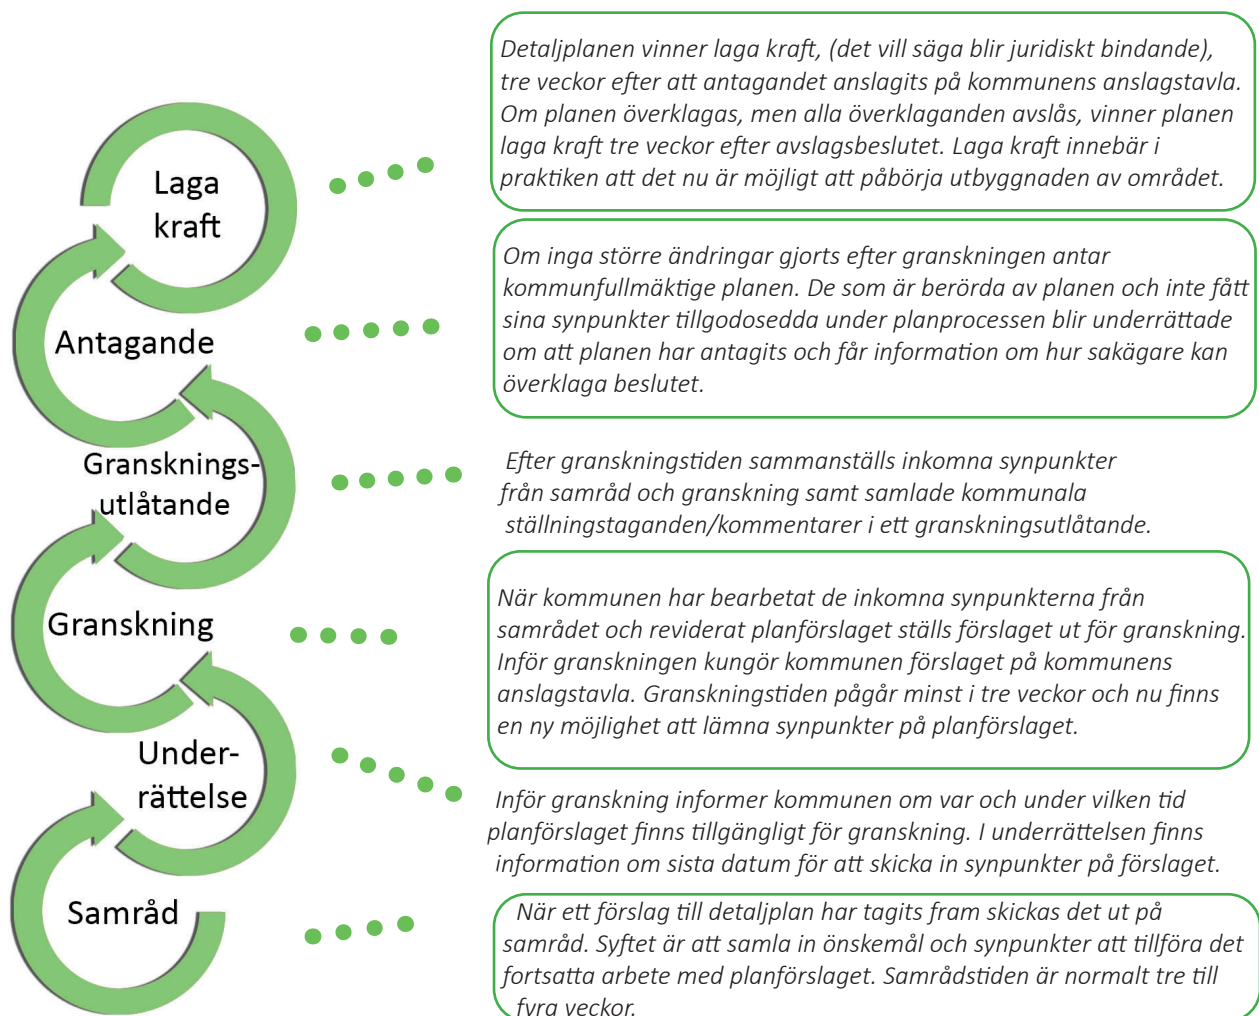 Laga
kraft
Detaljplanen vinner laga kraft, (det vill säga blir juridiskt bindande),
tre veckor efter att antagandet anslagits på kommunens anslagstavla.
Om planen överklagas, men alla överklaganden avslås, vinner planen
laga kraft tre veckor efter avslagsbeslutet. Laga kraft innebär i
praktiken att det nu är möjligt att påbörja utbyggnaden av området.
Antagande
Om inga större ändringar gjorts efter granskningen antar
kommunfullmäktige planen. De som är berörda av planen och inte fått
sina synpunkter tillgodosedda under planprocessen blir underrättade
om att planen har antagits och får information om hur sakägare kan
överklaga beslutet.
Gransknings-
utlåtande
Efter granskningstiden sammanställs inkomna synpunkter
från samråd och granskning samt samlade kommunala
ställningstaganden/kommentarer i ett granskningsutlåtande.
Granskning
När kommunen har bearbetat de inkomna synpunkterna från
samrådet och reviderat planförslaget ställs förslaget ut för granskning.
Inför granskningen kungör kommunen förslaget på kommunens
anslagstavla. Granskningstiden pågår minst i tre veckor och nu finns
en ny möjlighet att lämna synpunkter på planförslaget.
Under-
rättelse
Inför granskning informer kommunen om var och under vilken tid
planförslaget finns tillgängligt för granskning. I underrättelsen finns
information om sista datum för att skicka in synpunkter på förslaget.
Samråd
När ett förslag till detaljplan har tagits fram skickas det ut på
samråd. Syftet är att samla in önskemål och synpunkter att tillföra det
fortsatta arbete med planförslaget. Samrådstiden är normalt tre till
fyra veckor.